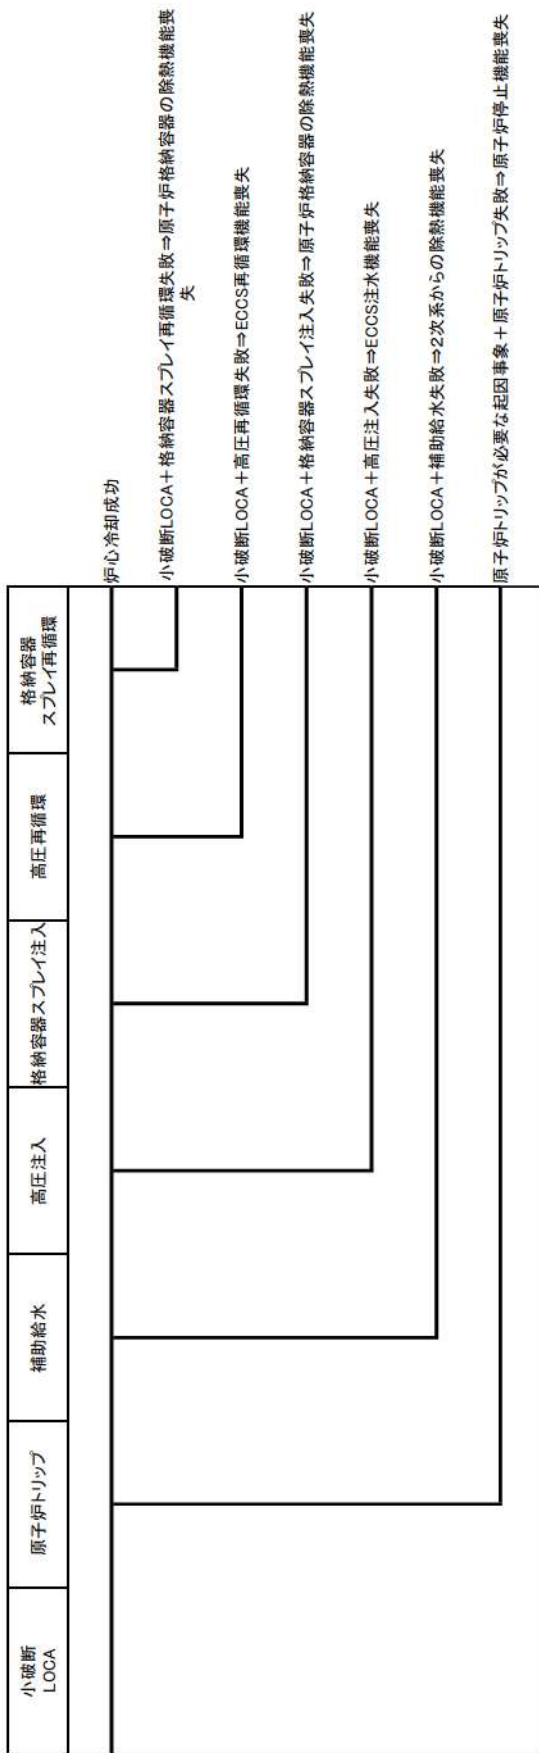 小破断
LOCA
原子炉トリップ
補助給水
高圧注入
格納容器スプレイ注入
高圧再循環
格納容器
スプレイ再循環
炉心冷却成功
小破断LOCA＋格納容器スプレイ再循環失敗⇒原子炉格納容器の除熱機能喪
失
小破断LOCA＋高圧再循環失敗⇒ECCS再循環機能喪失
小破断LOCA＋格納容器スプレイ注入失敗⇒原子炉格納容器の除熱機能喪失
小破断LOCA＋高圧注入失敗⇒ECCS注水機能喪失
小破断LOCA＋補助給水失敗⇒2次系からの除熱機能喪失
原子炉トリップが必要な起因事象＋原子炉トリップ失敗⇒原子炉停止機能喪失